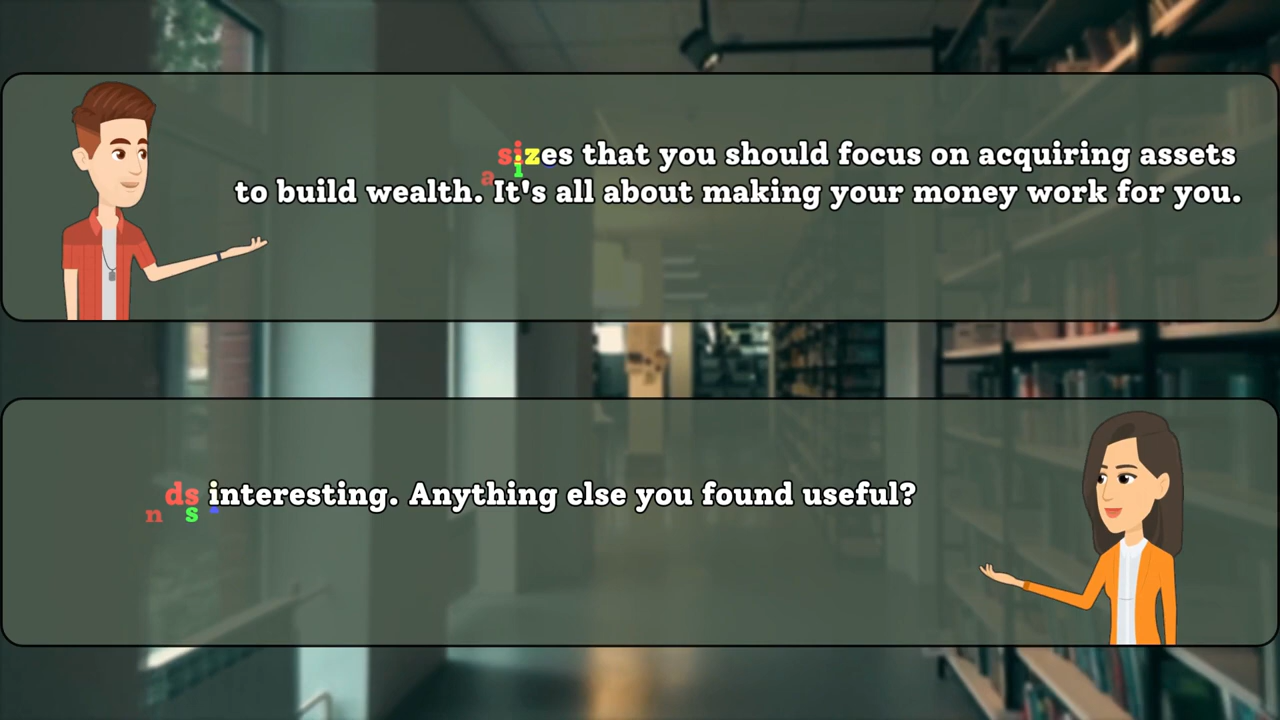 sizes that you should focus on acquiring assets
to build wealth. It's all about making your money work for you.
ds interesting. Anything else you found useful?